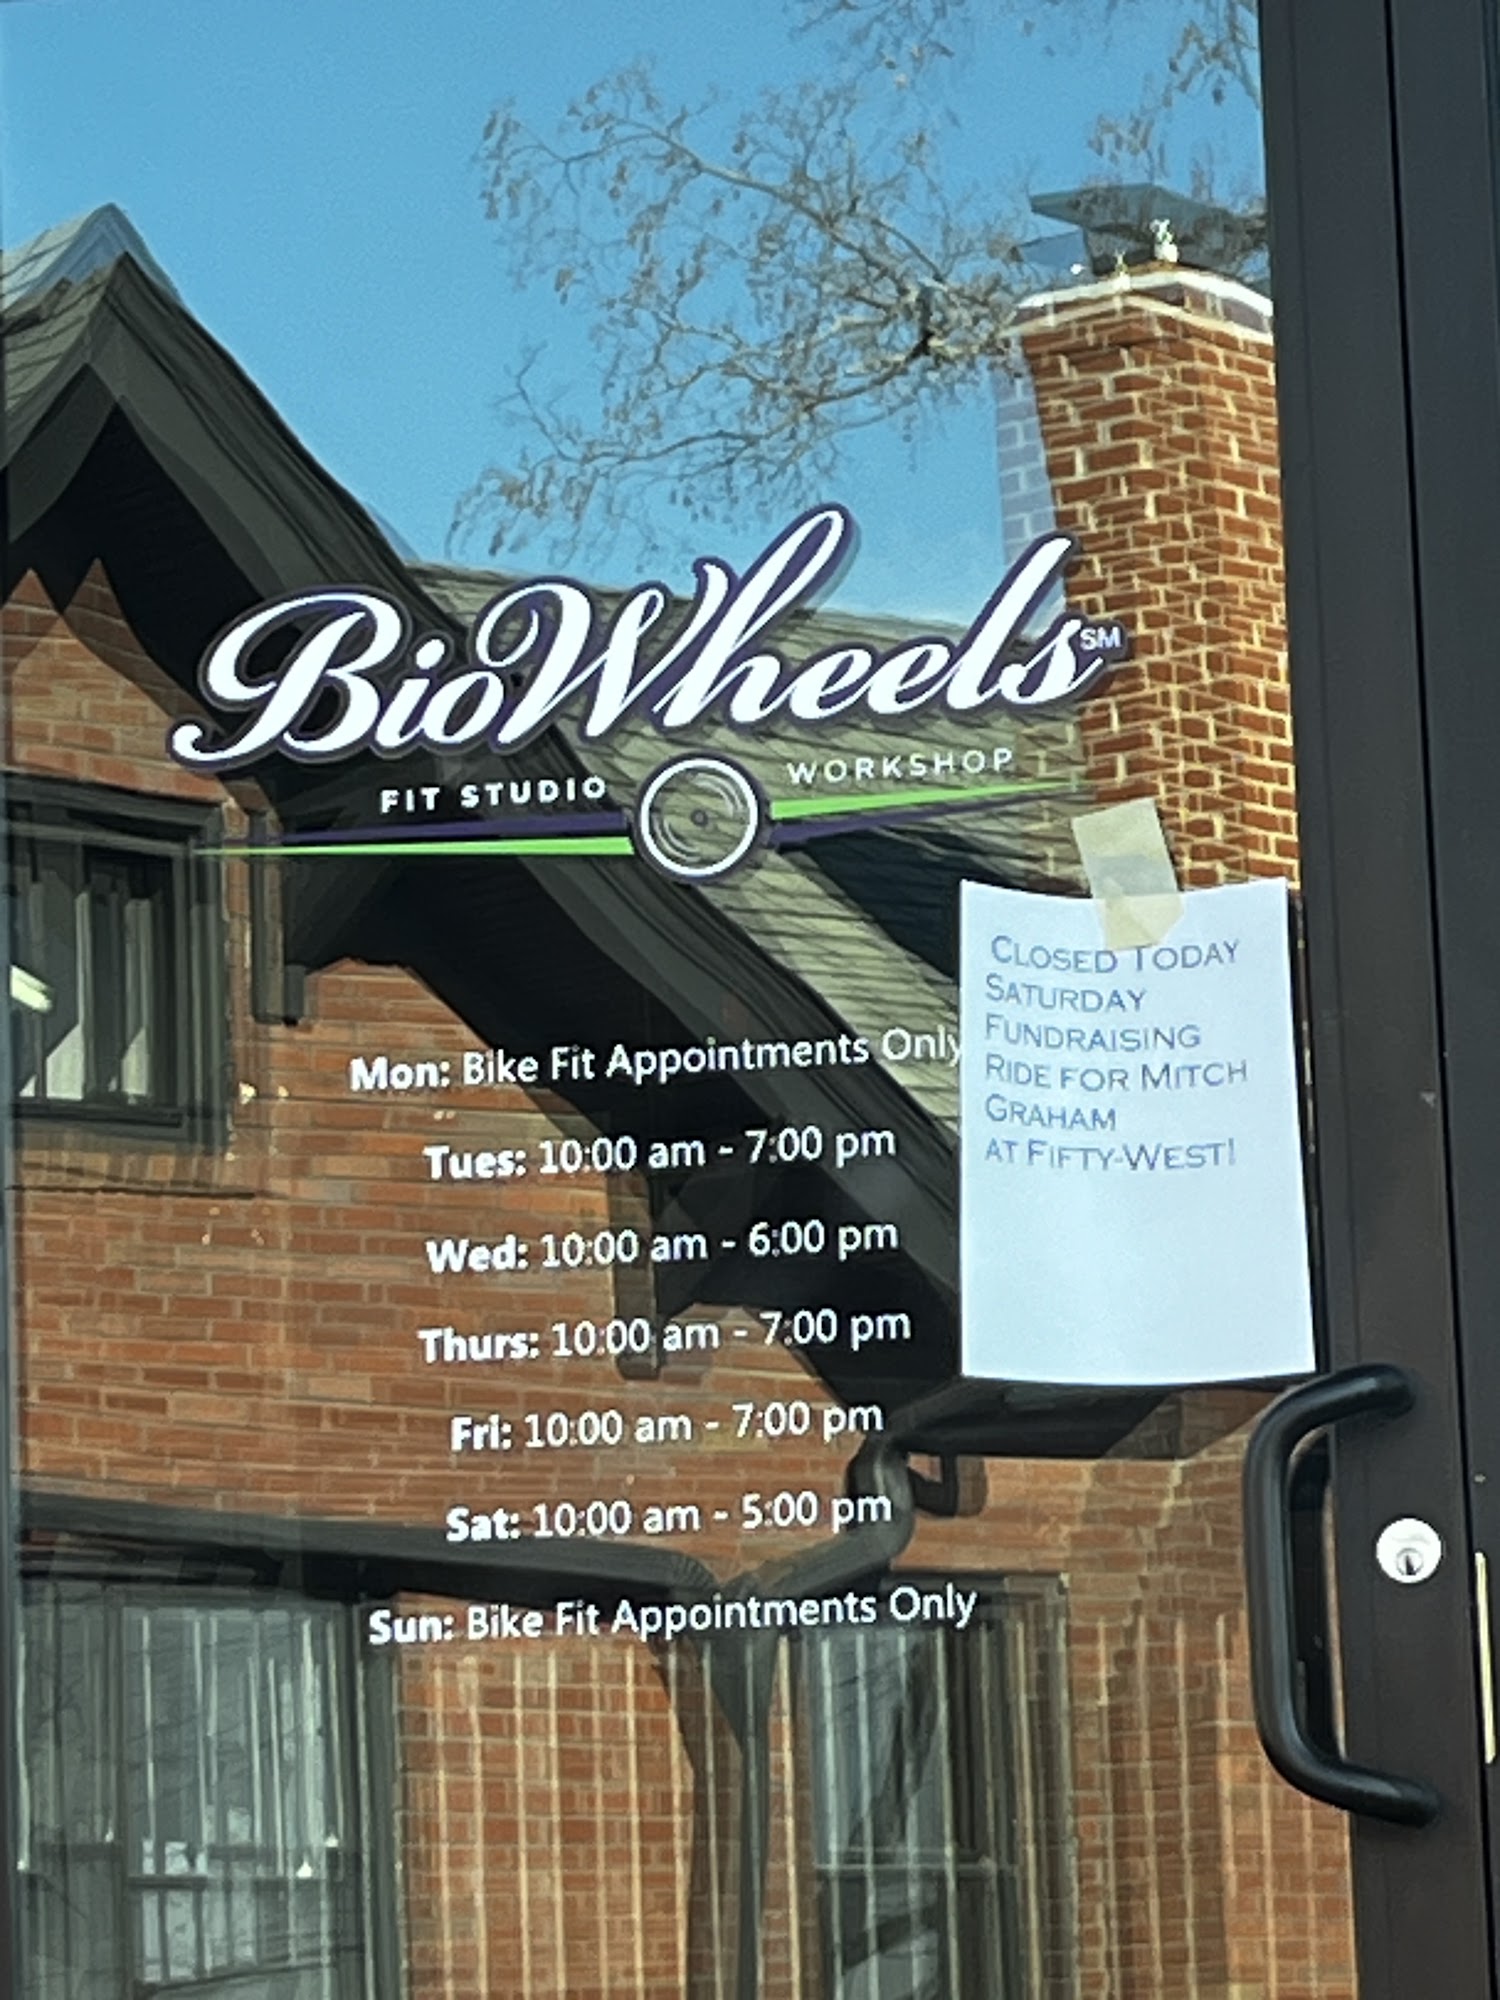 BioWheels SM
FIT STUDIO WORKSHOP
Mon: Bike Fit Appointments Only
Tues: 10:00 am - 7:00 pm
Wed: 10:00 am - 6:00 pm
Thurs: 10:00 am - 7:00 pm
Fri: 10:00 am - 7:00 pm
Sat: 10:00 am - 5:00 pm
Sun: Bike Fit Appointments Only
CLOSED TODAY
SATURDAY
FUNDRAISING
RIDE FOR MITCH
GRAHAM
AT FIFTY-WEST!